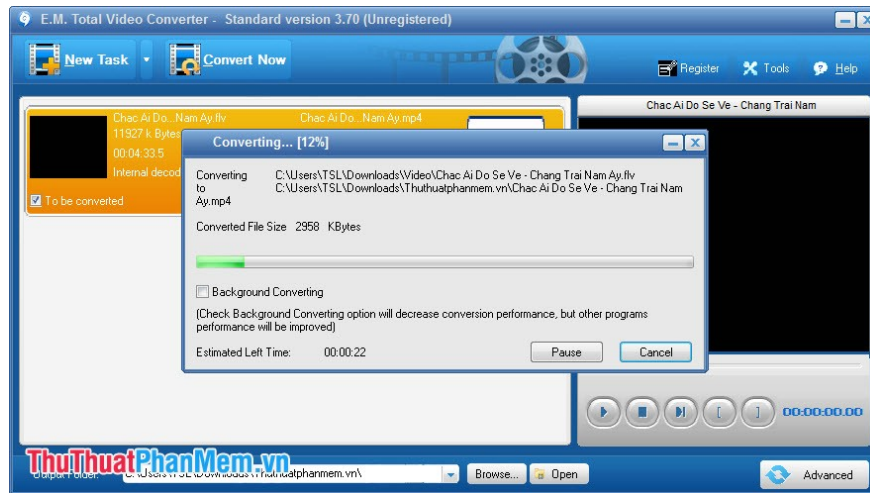 E.M. Total Video Converter - Standard version 3.70 (Unregistered)
New Task
Convert Now
Register
Tools
Help
Chac Ai Do...Nam Ay.flv
Chac Ai Do...Nam Ay.mp4
11927 k Bytes
00:04:33.5
Internal decod
To be converted
Chac Ai Do Se Ve - Chang Trai Nam
Converting... [12%]
Converting C:\Users\TSL\Downloads\Video\Chac Ai Do Se Ve - Chang Trai Nam Ay.flv
to C:\Users\TSL\Downloads\Thuthuatphanmem.vn\Chac Ai Do Se Ve - Chang Trai Nam
Ay.mp4
Converted File Size 2958 KBytes
Background Converting
(Check Background Converting option will decrease conversion performance, but other programs
performance will be improved)
Estimated Left Time: 00:00:22
Pause
Cancel
00:00:00.00
ThuThuatPhanMem.vn
Output Folder: C:\Users\TSL\Downloads\Thuthuatphanmem.vn\
Browse...
Open
Advanced